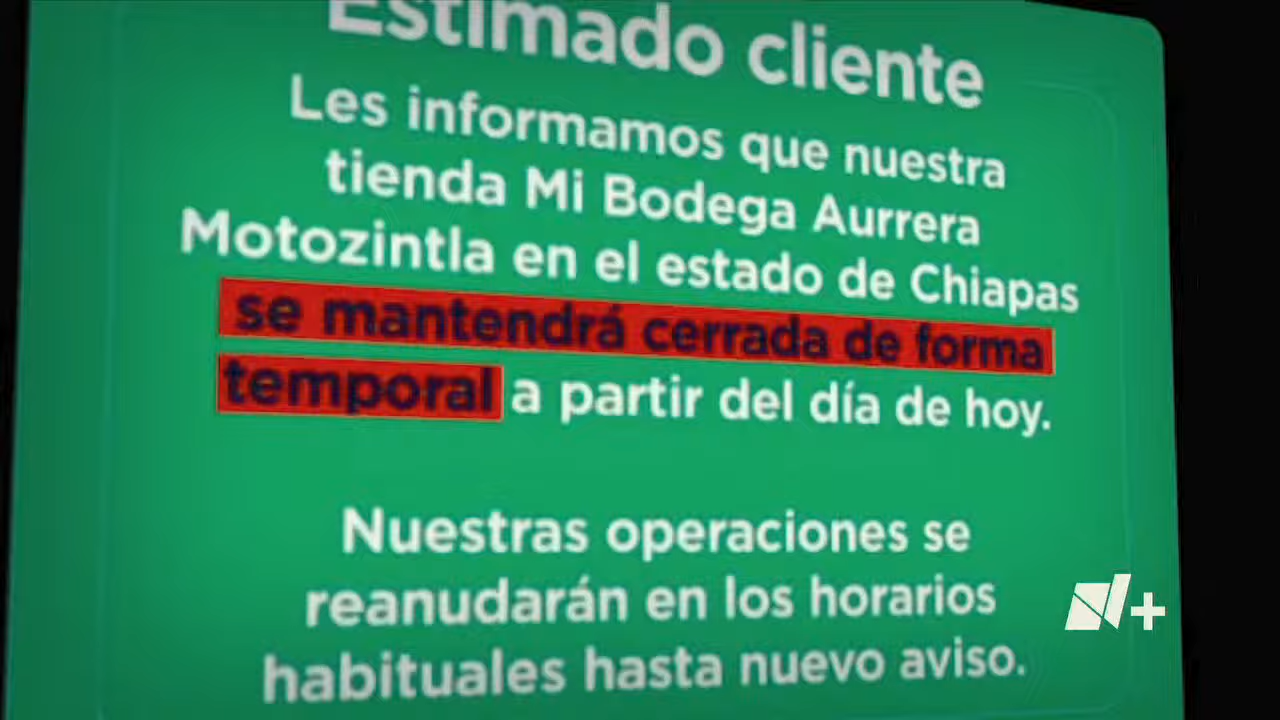 Estimado cliente
Les informamos que nuestra
tienda Mi Bodega Aurrera
Motozintla en el estado de Chiapas
se mantendrá cerrada de forma
temporal a partir del día de hoy.
Nuestras operaciones se
reanudarán en los horarios
habituales hasta nuevo aviso.
N+